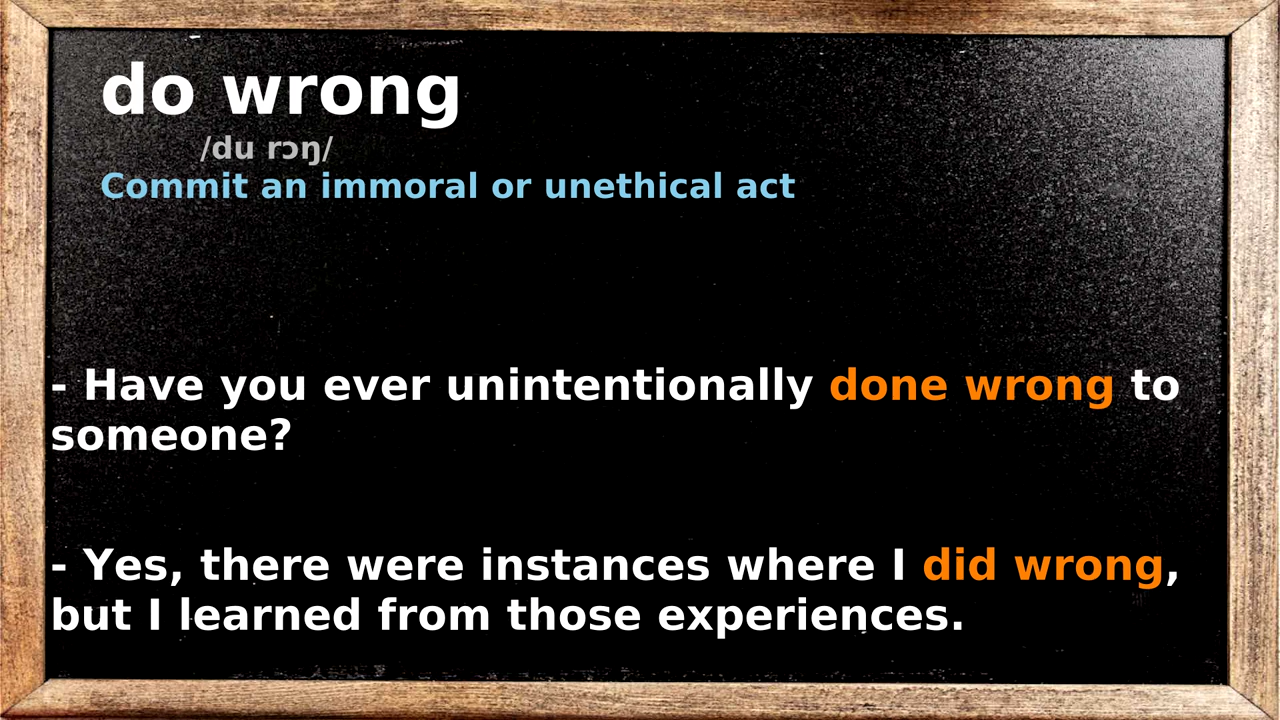 do wrong
/du rɔŋ/
Commit an immoral or unethical act
- Have you ever unintentionally done wrong to
someone?
- Yes, there were instances where I did wrong,
but I learned from those experiences.